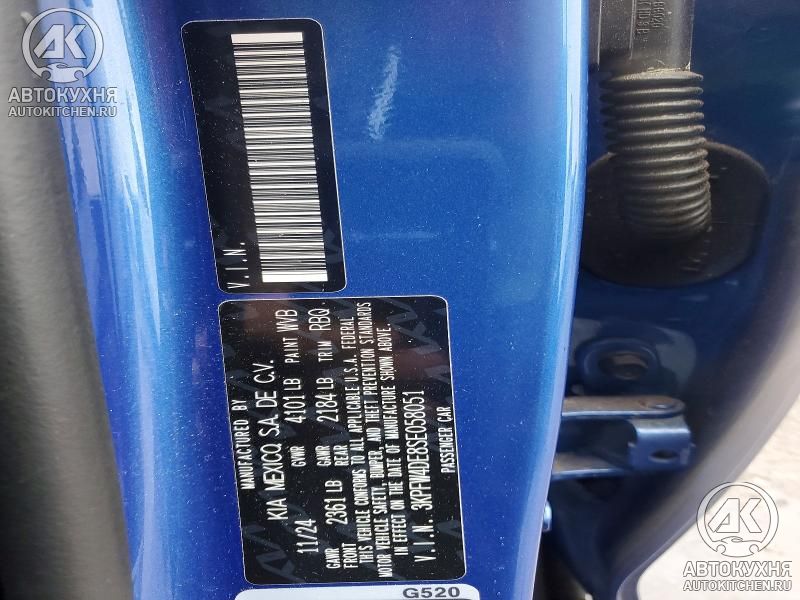 АВТОКУХНЯ
AUTOKITCHEN.RU
V.I.N.
MANUFACTURED BY
KIA MEXICO, S.A. DE C.V.
11/24 GVWR 4101 LB PAINT WVB
GAWR FRONT 2361 LB GAWR REAR 2184 LB TRIM RBQ
THIS VEHICLE CONFORMS TO ALL APPLICABLE U.S.A. FEDERAL
MOTOR VEHICLE SAFETY, BUMPER, AND THEFT PREVENTION STANDARDS
IN EFFECT ON THE DATE OF MANUFACTURE SHOWN ABOVE.
V.I.N.: 3KPFW4DE8SE058051
PASSENGER CAR
G520
АВТОКУХНЯ
AUTOKITCHEN.RU